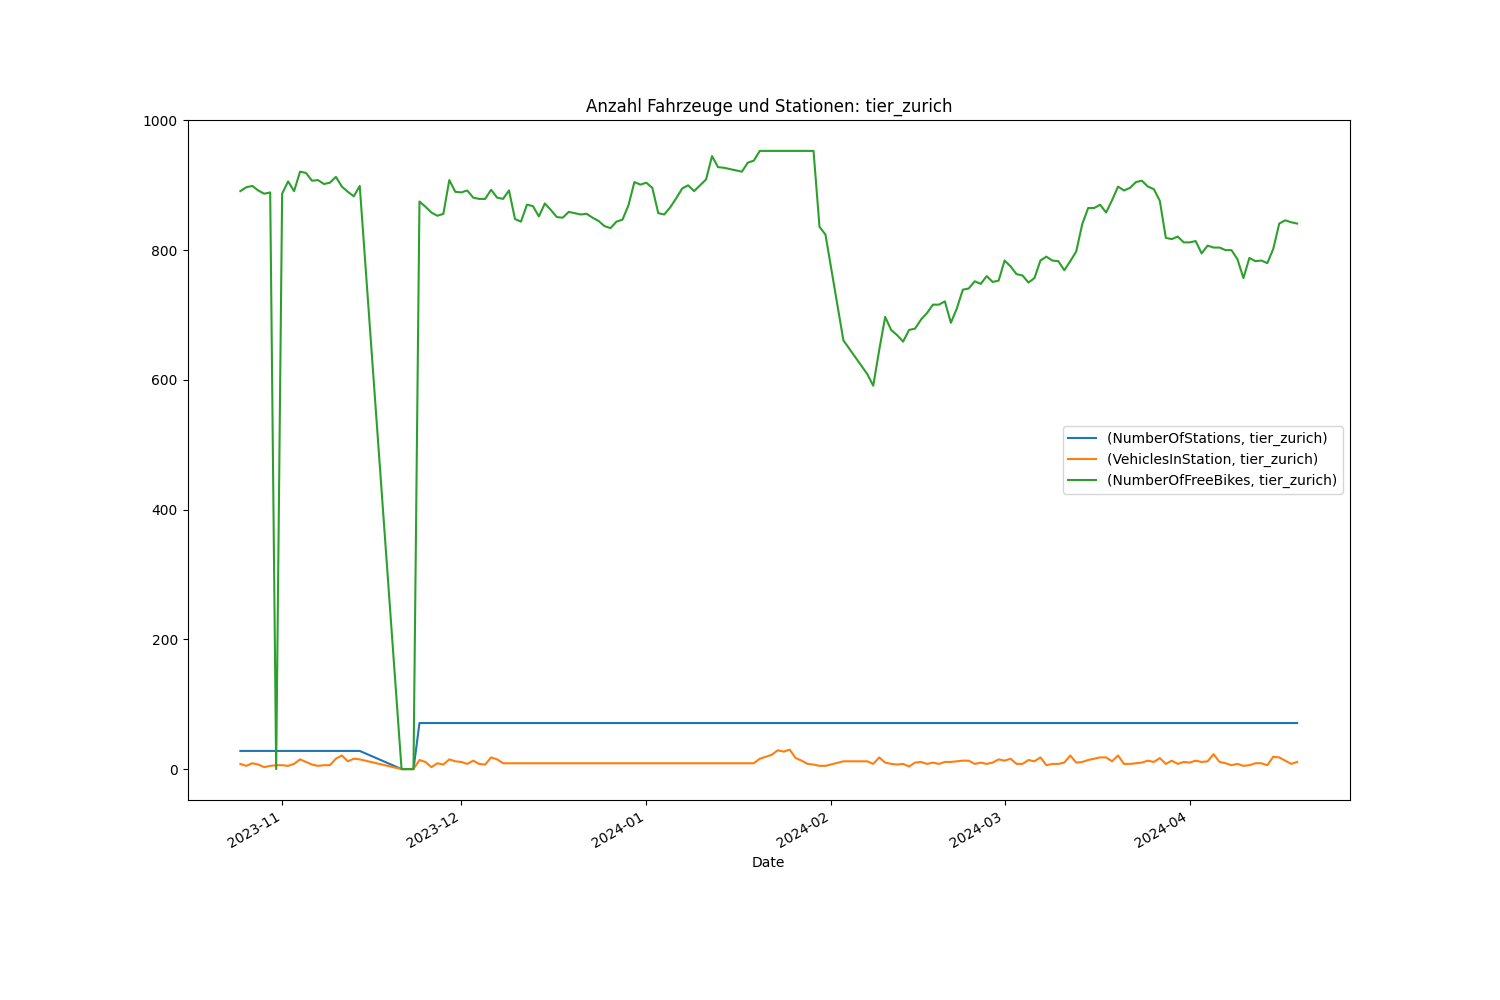 Anzahl Fahrzeuge und Stationen: tier_zurich
1000
800
600
400
200
0
(NumberOfStations, tier_zurich)
(VehiclesInStation, tier_zurich)
(NumberOfFreeBikes, tier_zurich)
2023-11
2023-12
2024-01
2024-02
2024-03
2024-04
Date